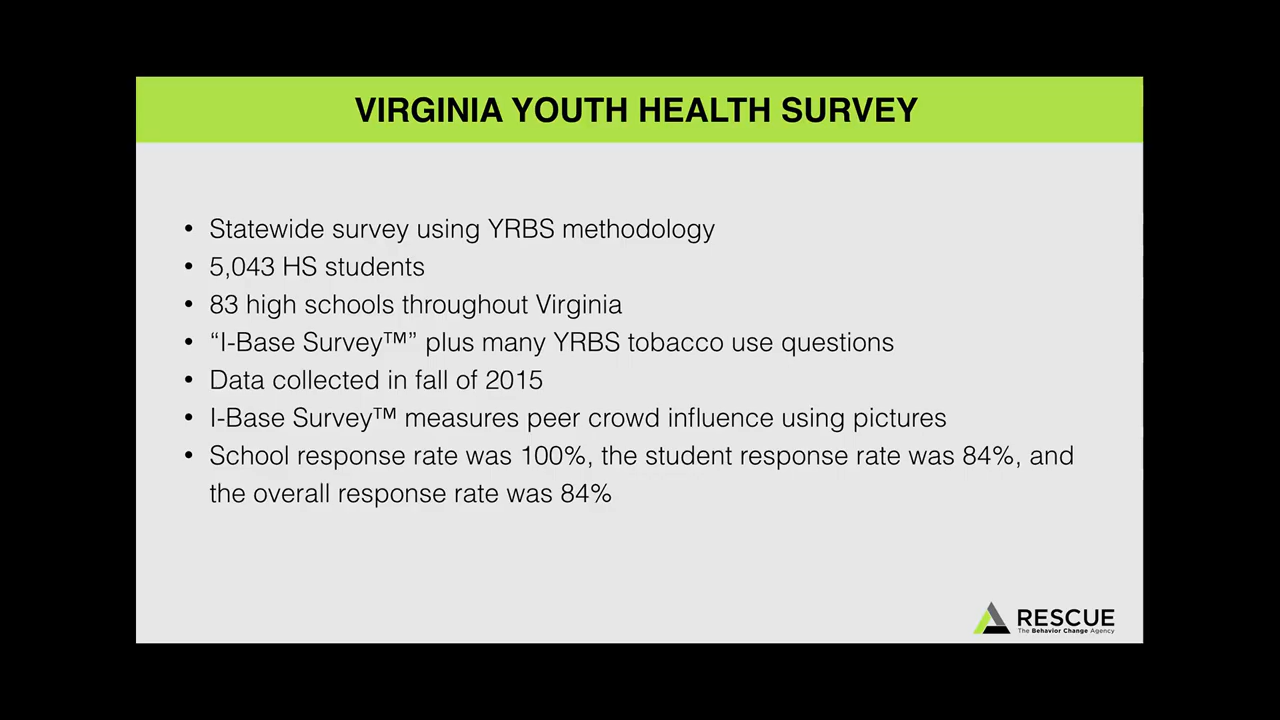 VIRGINIA YOUTH HEALTH SURVEY
• Statewide survey using YRBS methodology
• 5,043 HS students
• 83 high schools throughout Virginia
• “I-Base Survey™” plus many YRBS tobacco use questions
• Data collected in fall of 2015
• I-Base Survey™ measures peer crowd influence using pictures
• School response rate was 100%, the student response rate was 84%, and
the overall response rate was 84%
RESCUE
The Behavior Change Agency